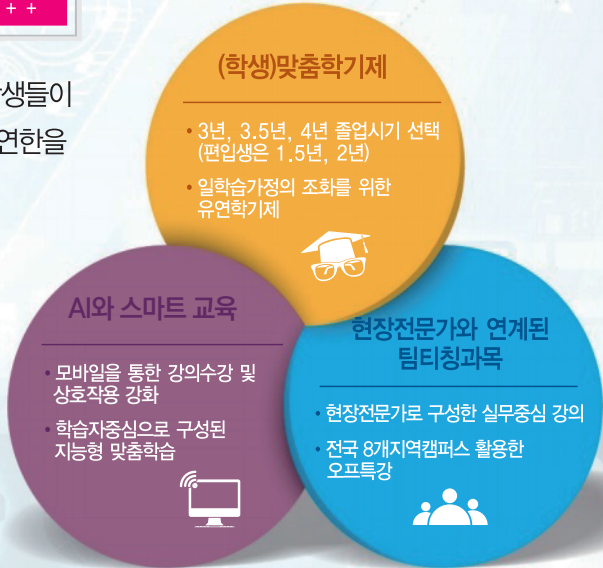 ++
생들이
연한을
(학생)맞춤학기제
• 3년, 3.5년, 4년 졸업시기 선택
(편입생은 1.5년, 2년)
• 일학습가정의 조화를 위한
유연학기제
AI와 스마트 교육
• 모바일을 통한 강의수강 및
상호작용 강화
• 학습자중심으로 구성된
지능형 맞춤학습
현장전문가와 연계된
팀티칭과목
• 현장전문가로 구성한 실무중심 강의
• 전국 8개지역캠퍼스 활용한
오프특강